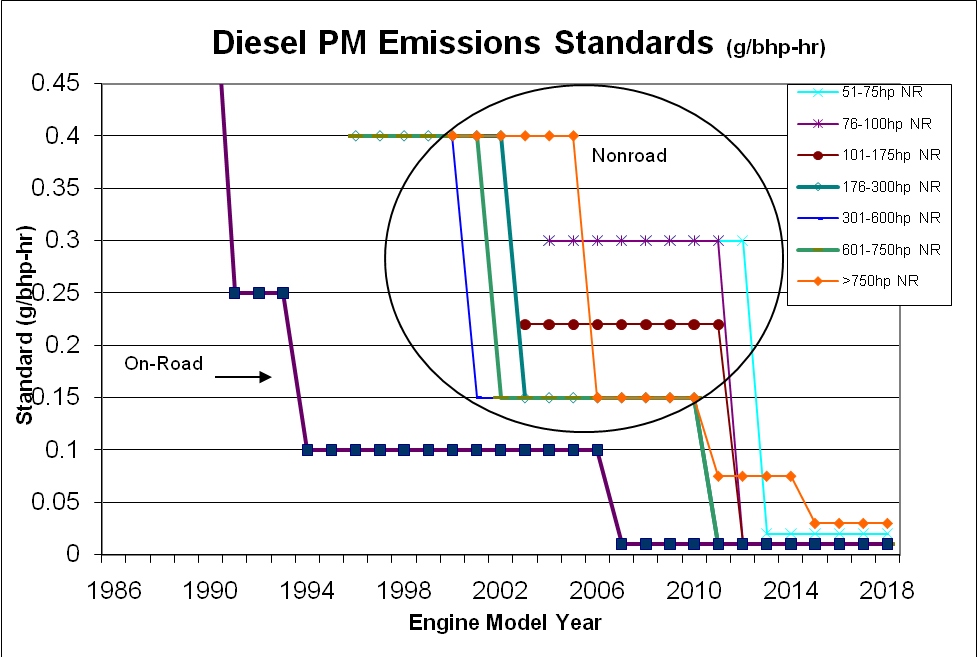 Diesel PM Emissions Standards (g/bhp-hr)
Standard (g/bhp-hr)
0.45
0.4
0.35
0.3
0.25
0.2
0.15
0.1
0.05
0
On-Road
Nonroad
51-75hp NR
76-100hp NR
101-175hp NR
176-300hp NR
301-600hp NR
601-750hp NR
>750hp NR
1986 1990 1994 1998 2002 2006 2010 2014 2018
Engine Model Year